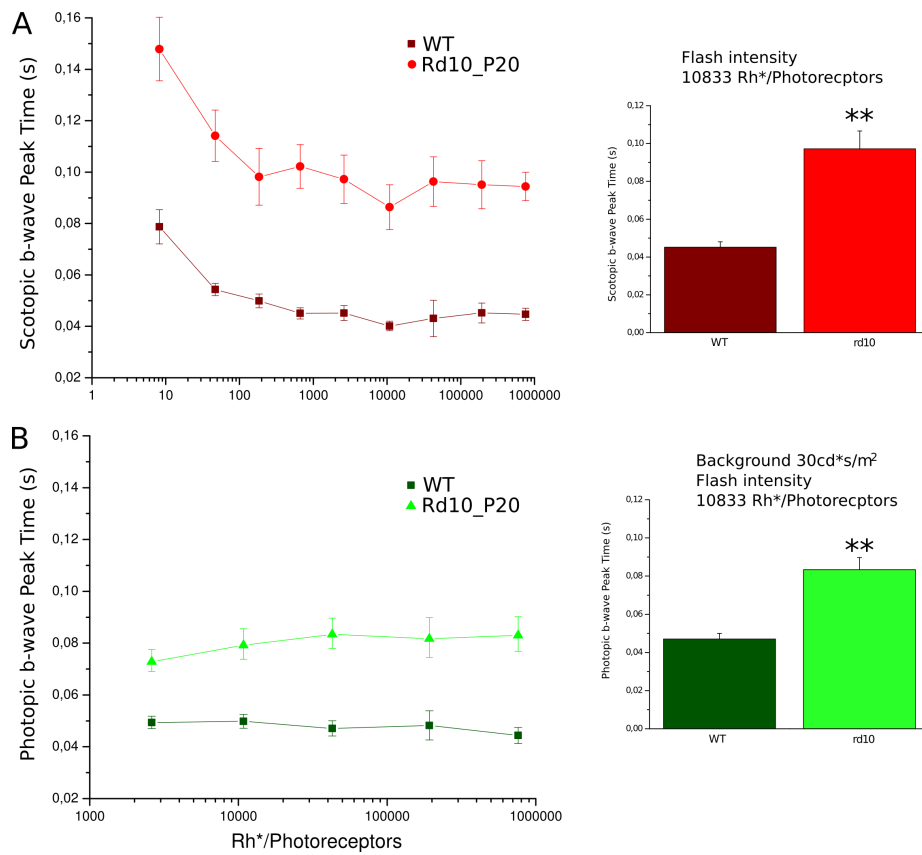 A
Scotopic b-wave Peak Time (s)
0,16
0,14
0,12
0,10
0,08
0,06
0,04
0,02
1
10
100
1000
10000
100000
1000000
WT
Rd10_P20
Flash intensity
10833 Rh*/Photorecptors
Scotopic b-wave Peak Time (s)
0,12
0,10
0,08
0,06
0,04
0,02
0,00
**
WT
rd10
B
Photopic b-wave Peak Time (s)
0,16
0,14
0,12
0,10
0,08
0,06
0,04
0,02
1000
10000
100000
1000000
Rh*/Photoreceptors
WT
Rd10_P20
Background 30cd*s/m²
Flash intensity
10833 Rh*/Photorecptors
Photopic b-wave Peak Time (s)
0,12
0,10
0,08
0,06
0,04
0,02
0,00
**
WT
rd10